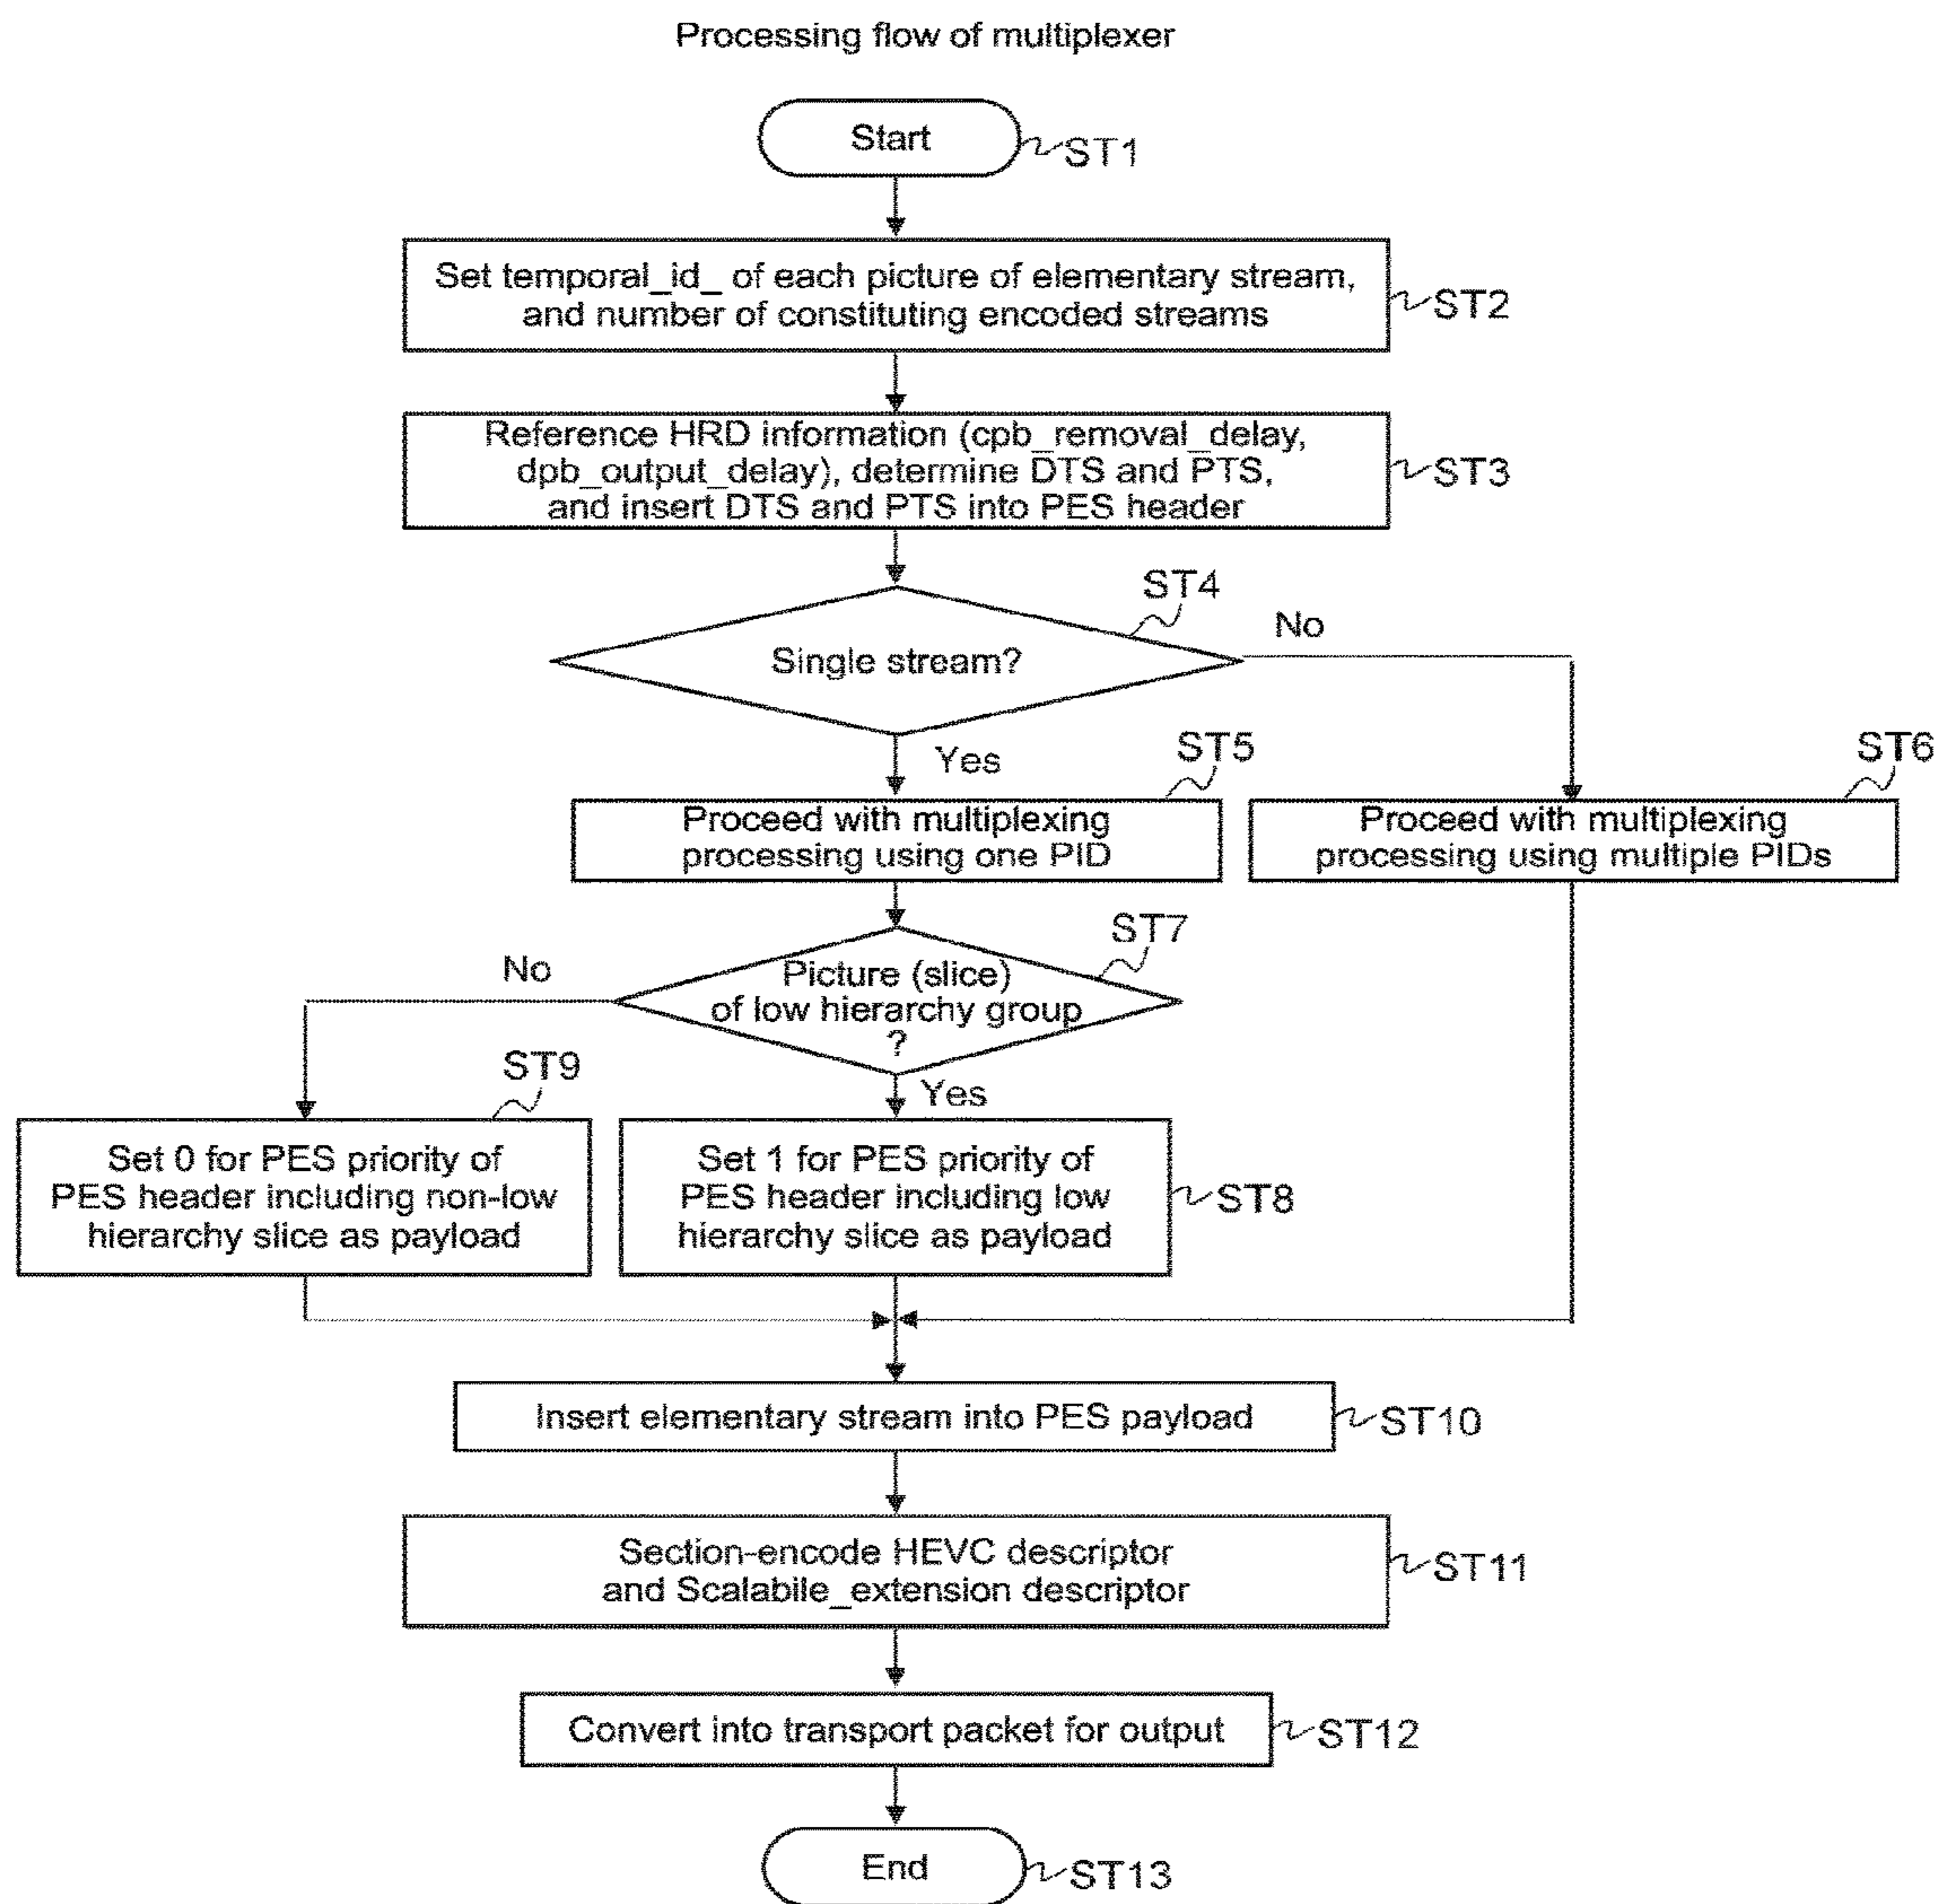 Processing flow of multiplexer
Start
ST1
Set temporal_id_ of each picture of elementary stream,
and number of constituting encoded streams
ST2
Reference HRD information (cpb_removal_delay,
dpb_output_delay), determine DTS and PTS,
and insert DTS and PTS into PES header
ST3
ST4
Single stream?
No
Yes
ST5
ST6
Proceed with multiplexing
processing using one PID
Proceed with multiplexing
processing using multiple PIDs
ST7
Picture (slice)
of low hierarchy group
?
No
Yes
ST9
Set 0 for PES priority of
PES header including non-low
hierarchy slice as payload
Set 1 for PES priority of
PES header including low
hierarchy slice as payload
ST8
Insert elementary stream into PES payload
ST10
Section-encode HEVC descriptor
and Scalabile_extension descriptor
ST11
Convert into transport packet for output
ST12
End
ST13